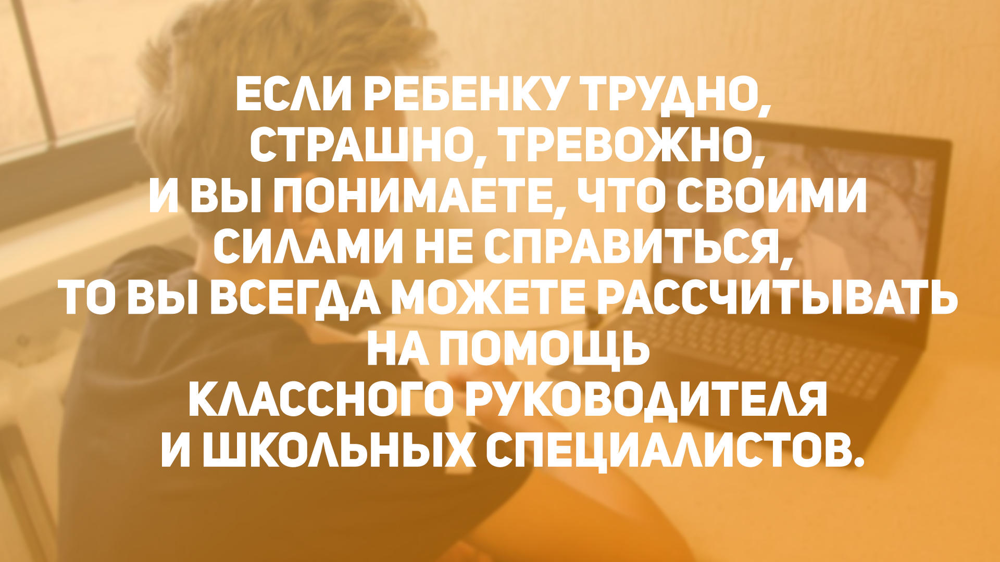 ЕСЛИ РЕБЕНКУ ТРУДНО,
СТРАШНО, ТРЕВОЖНО,
И ВЫ ПОНИМАЕТЕ, ЧТО СВОИМИ
СИЛАМИ НЕ СПРАВИТЬСЯ,
ТО ВЫ ВСЕГДА МОЖЕТЕ РАССЧИТЫВАТЬ
НА ПОМОЩЬ
КЛАССНОГО РУКОВОДИТЕЛЯ
И ШКОЛЬНЫХ СПЕЦИАЛИСТОВ.